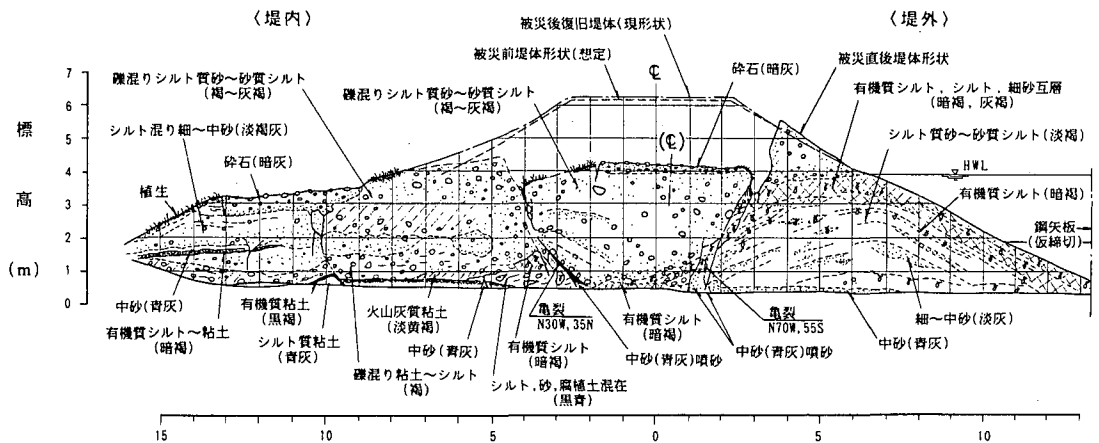 〈堤内〉
〈堤外〉
被災後復旧堤体(現形状)
被災前堤体形状(想定)
℄
砕石(暗灰)
被災直後堤体形状
礫混りシルト質砂〜砂質シルト
(褐〜灰褐)
礫混りシルト質砂〜砂質シルト
(褐〜灰褐)
有機質シルト,シルト,細砂互層
(暗褐,灰褐)
シルト混り細〜中砂(淡褐灰)
シルト質砂〜砂質シルト(淡褐)
砕石(暗灰)
(℄)
HWL
植生
有機質シルト(暗褐)
鋼矢板
(仮締切)
標
高
(m)
7
6
5
4
3
2
1
0
中砂(青灰)
有機質シルト〜粘土
(暗褐)
有機質粘土
(黒褐)
シルト質粘土
(青灰)
火山灰質粘土
(淡黄褐)
礫混り粘土〜シルト
(褐)
中砂(青灰)
有機質シルト
(暗褐)
シルト,砂,腐植土混在
(黒青)
亀裂
N30W,35N
中砂(青灰)噴砂
有機質シルト
(暗褐)
中砂(青灰)噴砂
亀裂
N70W,55S
中砂(青灰)
細〜中砂(淡灰)
15
10
5
0
5
10